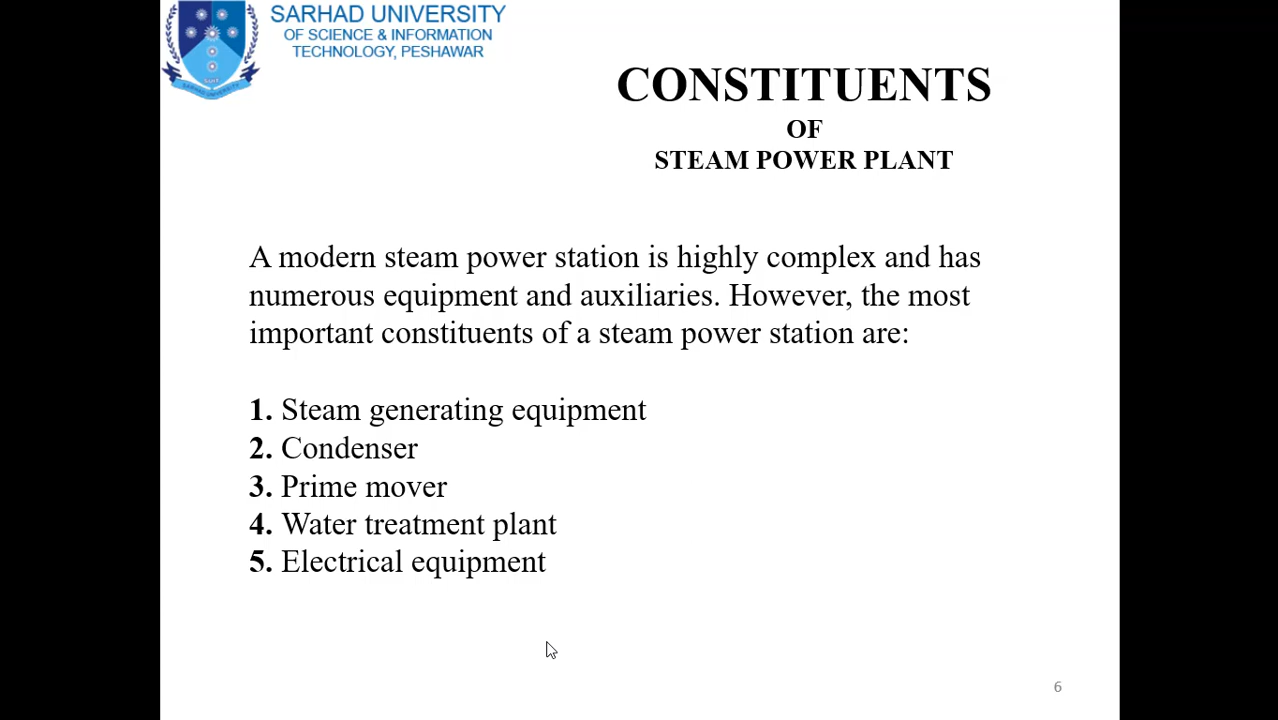 SARHAD UNIVERSITY
OF SCIENCE & INFORMATION
TECHNOLOGY, PESHAWAR
SARHAD UNIVERSITY
CONSTITUENTS
OF
STEAM POWER PLANT
A modern steam power station is highly complex and has
numerous equipment and auxiliaries. However, the most
important constituents of a steam power station are:
1. Steam generating equipment
2. Condenser
3. Prime mover
4. Water treatment plant
5. Electrical equipment
6